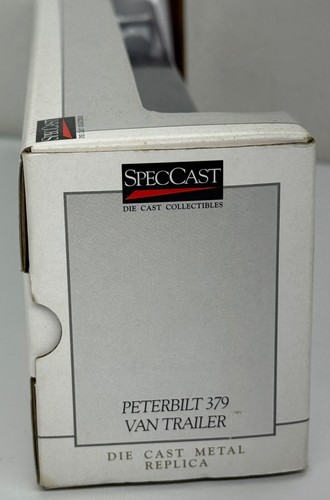 SPECCAST
DIE CAST COLLECTIBLES
PETERBILT 379
VAN TRAILER
DIE CAST METAL
REPLICA